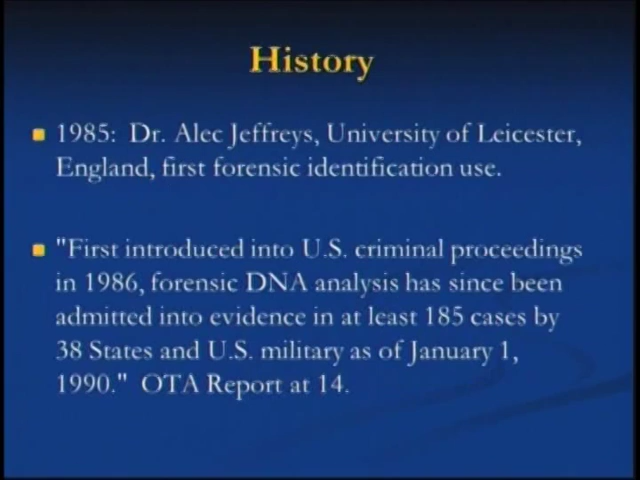 History
1985:  Dr. Alec Jeffreys, University of Leicester,
England, first forensic identification use.
"First introduced into U.S. criminal proceedings
in 1986, forensic DNA analysis has since been
admitted into evidence in at least 185 cases by
38 States and U.S. military as of January 1,
1990."  OTA Report at 14.